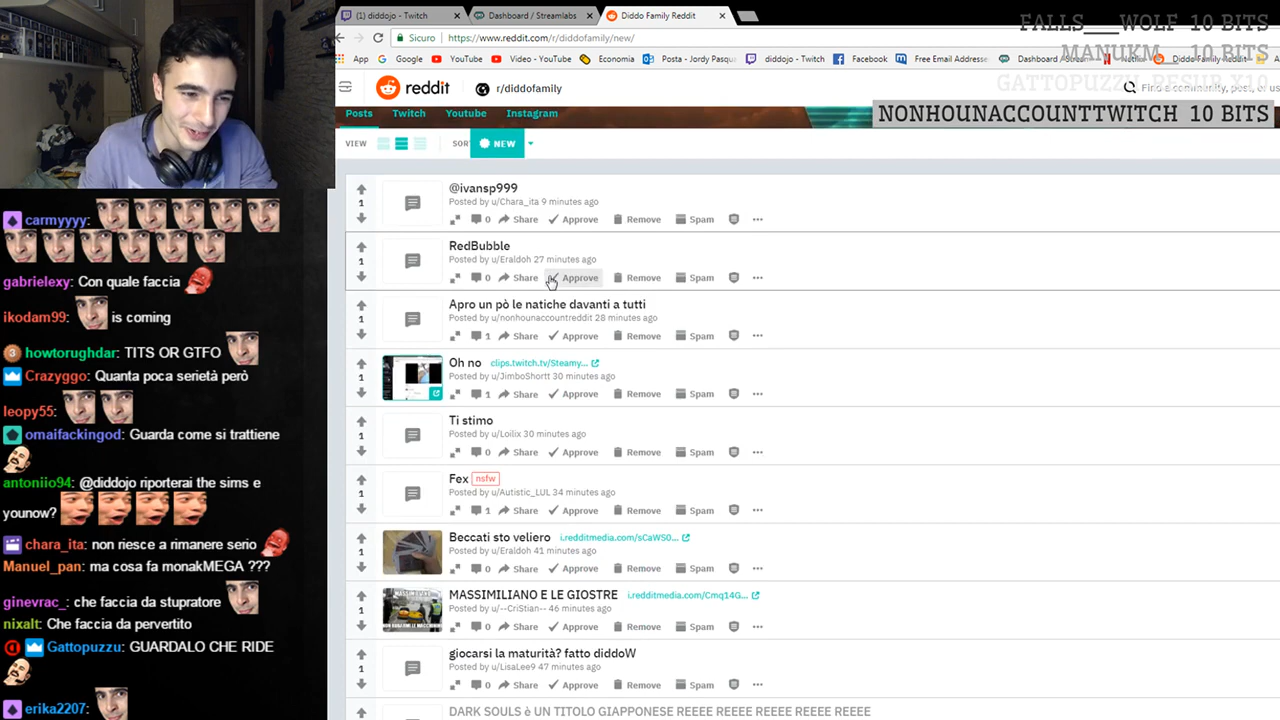 (1) diddojo - Twitch
Dashboard / Streamlabs
Diddo Family Reddit
Sicuro https://www.reddit.com/r/diddofamily/new/
App Google YouTube Video - YouTube Economia Posta - Jordy Pasqu diddojo - Twitch Facebook Free Email Addresse
FALLS___WOLF 10 BITS
MANUKM_ 10 BITS
GATTOPUZZU RESUB X10
NONHOUNACCOUNTTWITCH 10 BITS
reddit r/diddofamily Find a community, post, or us
Posts Twitch Youtube Instagram
VIEW SOR NEW
@ivansp999
1 Posted by u/Chara_ita 9 minutes ago
0 Share Approve Remove Spam
RedBubble
1 Posted by u/Eraldoh 27 minutes ago
0 Share Approve Remove Spam
Apro un pò le natiche davanti a tutti
1 Posted by u/nonhounaccountreddit 28 minutes ago
1 Share Approve Remove Spam
Oh no clips.twitch.tv/Steamy...
1 Posted by u/JimboShortt 30 minutes ago
1 Share Approve Remove Spam
Ti stimo
1 Posted by u/Loilix 30 minutes ago
0 Share Approve Remove Spam
Fex nsfw
1 Posted by u/Autistic_LUL 34 minutes ago
1 Share Approve Remove Spam
Beccati sto veliero i.redditmedia.com/sCaWS0...
1 Posted by u/Eraldoh 41 minutes ago
0 Share Approve Remove Spam
MASSIMILIANO E LE GIOSTRE i.redditmedia.com/Cmq14G...
1 Posted by u/--CriStian-- 46 minutes ago
0 Share Approve Remove Spam
giocarsi la maturità? fatto diddoW
1 Posted by u/LisaLee9 47 minutes ago
0 Share Approve Remove Spam
DARK SOULS è UN TITOLO GIAPPONESE REEEE REEEE REEEE REEEE REEEE
carmyyyy:
gabrielexy: Con quale faccia
ikodam99: is coming
3 howtorughdar: TITS OR GTFO
Crazyggo: Quanta poca serietà però
leopy55:
omaifackingod: Guarda come si trattiene
antoniio94: @diddojo riporterai the sims e
younow?
chara_ita: non riesce a rimanere serio
Manuel_pan: ma cosa fa monakMEGA ???
ginevrac_: che faccia da stupratore
nixalt: Che faccia da pervertito
Gattopuzzu: GUARDALO CHE RIDE
erika2207: